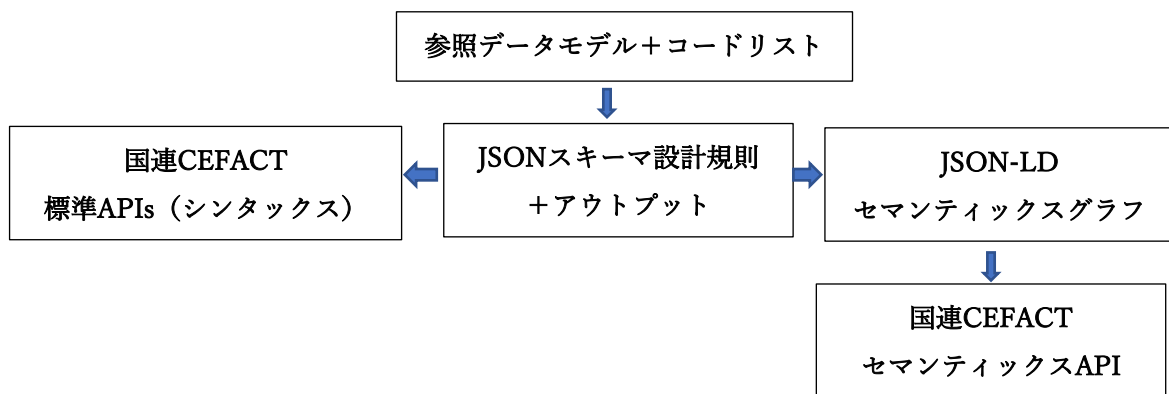 参照データモデル＋コードリスト
国連CEFACT
標準APIs（シンタックス）
JSONスキーマ設計規則
＋アウトプット
JSON-LD
セマンティックスグラフ
国連CEFACT
セマンティックスAPI